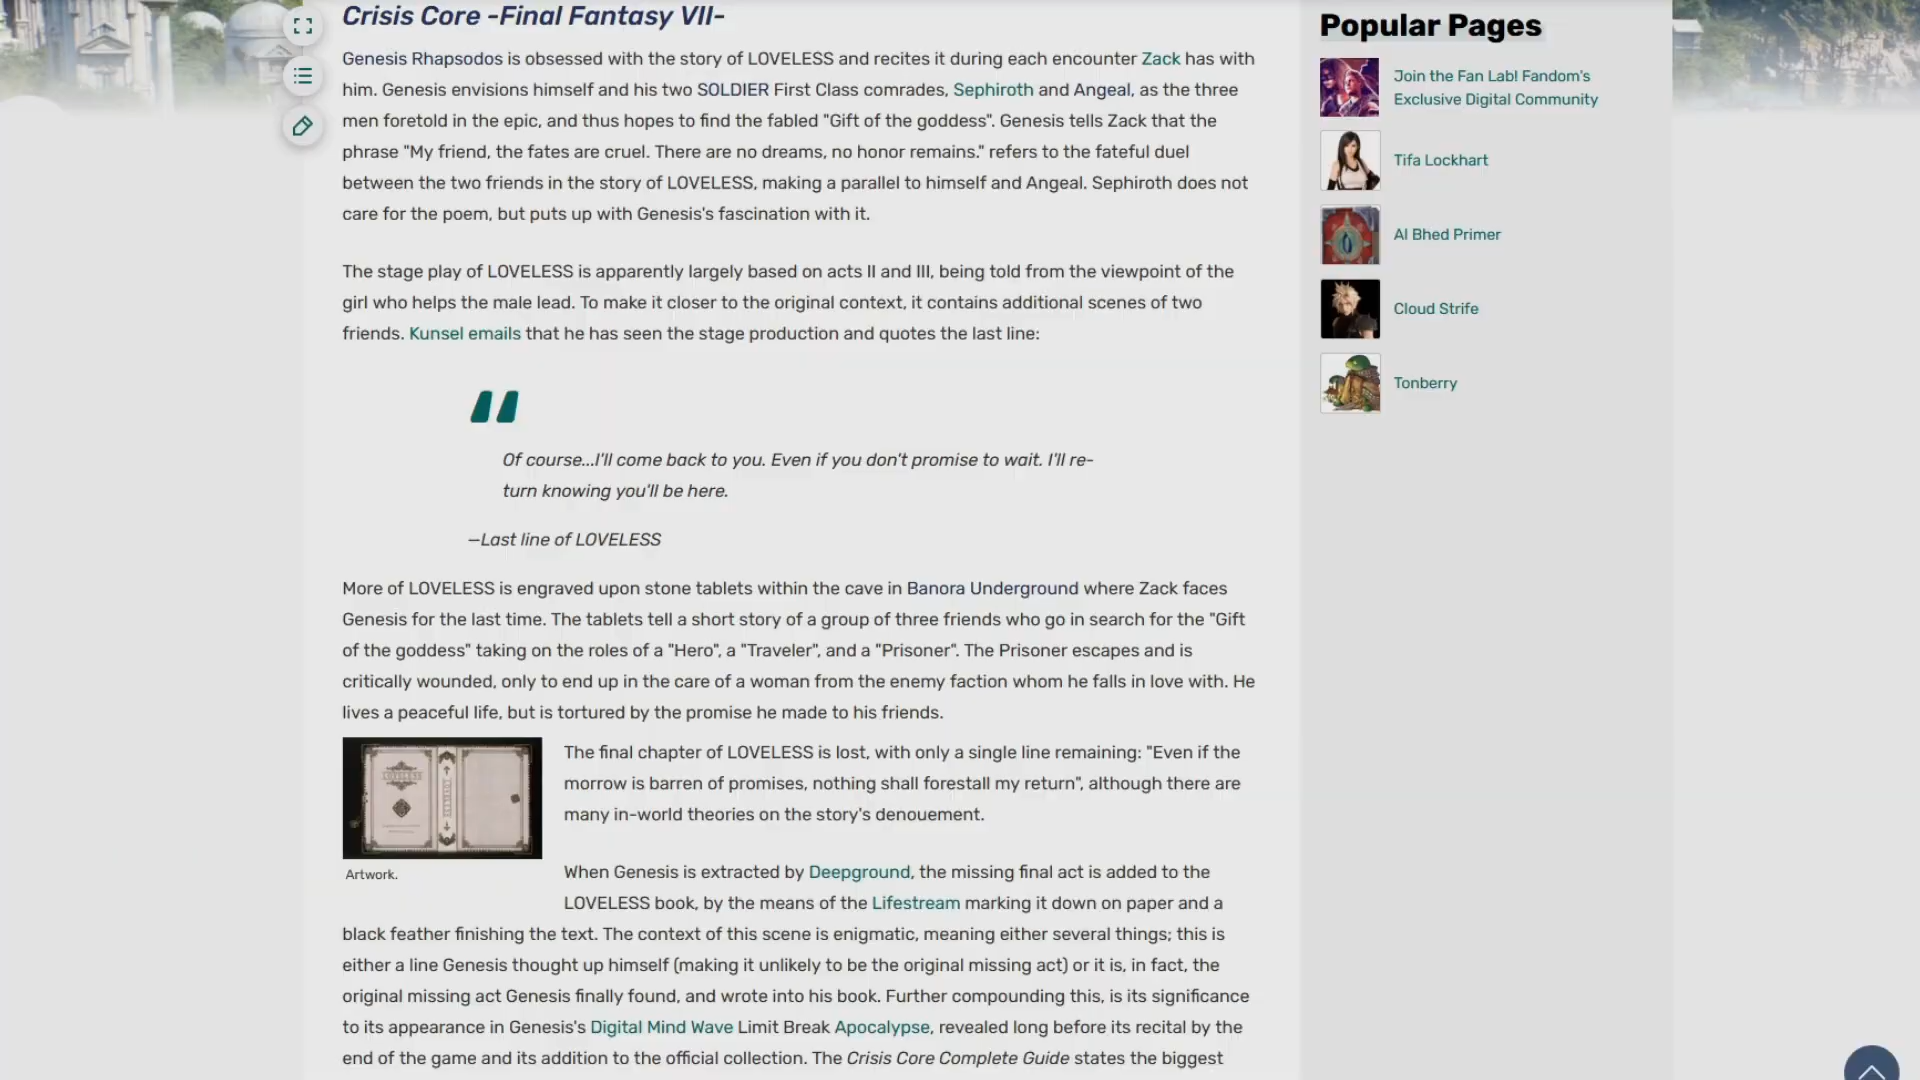 Crisis Core -Final Fantasy VII-
Genesis Rhapsodos is obsessed with the story of LOVELESS and recites it during each encounter Zack has with
him. Genesis envisions himself and his two SOLDIER First Class comrades, Sephiroth and Angeal, as the three
men foretold in the epic, and thus hopes to find the fabled "Gift of the goddess". Genesis tells Zack that the
phrase "My friend, the fates are cruel. There are no dreams, no honor remains." refers to the fateful duel
between the two friends in the story of LOVELESS, making a parallel to himself and Angeal. Sephiroth does not
care for the poem, but puts up with Genesis's fascination with it.
The stage play of LOVELESS is apparently largely based on acts II and III, being told from the viewpoint of the
girl who helps the male lead. To make it closer to the original context, it contains additional scenes of two
friends. Kunsel emails that he has seen the stage production and quotes the last line:
"
Of course...I'll come back to you. Even if you don't promise to wait. I'll re-
turn knowing you'll be here.
—Last line of LOVELESS
More of LOVELESS is engraved upon stone tablets within the cave in Banora Underground where Zack faces
Genesis for the last time. The tablets tell a short story of a group of three friends who go in search for the "Gift
of the goddess" taking on the roles of a "Hero", a "Traveler", and a "Prisoner". The Prisoner escapes and is
critically wounded, only to end up in the care of a woman from the enemy faction whom he falls in love with. He
lives a peaceful life, but is tortured by the promise he made to his friends.
LOVELESS
Artwork.
The final chapter of LOVELESS is lost, with only a single line remaining: "Even if the
morrow is barren of promises, nothing shall forestall my return", although there are
many in-world theories on the story's denouement.
When Genesis is extracted by Deepground, the missing final act is added to the
LOVELESS book, by the means of the Lifestream marking it down on paper and a
black feather finishing the text. The context of this scene is enigmatic, meaning either several things; this is
either a line Genesis thought up himself (making it unlikely to be the original missing act) or it is, in fact, the
original missing act Genesis finally found, and wrote into his book. Further compounding this, is its significance
to its appearance in Genesis's Digital Mind Wave Limit Break Apocalypse, revealed long before its recital by the
end of the game and its addition to the official collection. The Crisis Core Complete Guide states the biggest
Popular Pages
Join the Fan Lab! Fandom's
Exclusive Digital Community
Tifa Lockhart
Al Bhed Primer
Cloud Strife
Tonberry